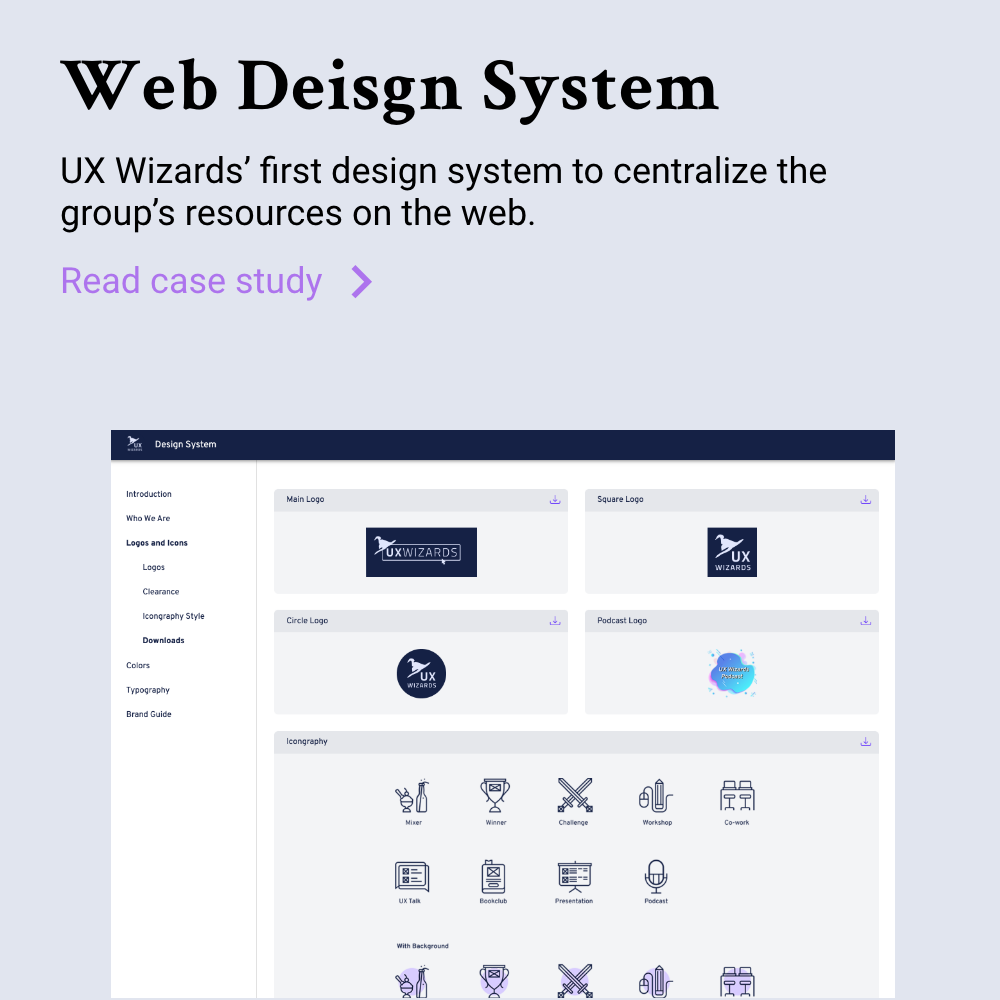 Web Deisgn System
UX Wizards’ first design system to centralize the
group’s resources on the web.
Read case study
UX
WIZARDS
Design System
Introduction
Who We Are
Logos and Icons
Logos
Clearance
Icongraphy Style
Downloads
Colors
Typography
Brand Guide
Main Logo
UXWIZARDS
Square Logo
UX
WIZARDS
Circle Logo
UX
WIZARDS
Podcast Logo
UX Wizards
Podcast
Icongraphy
Mixer
Winner
Challenge
Workshop
Co-work
UX Talk
Bookclub
Presentation
Podcast
With Background